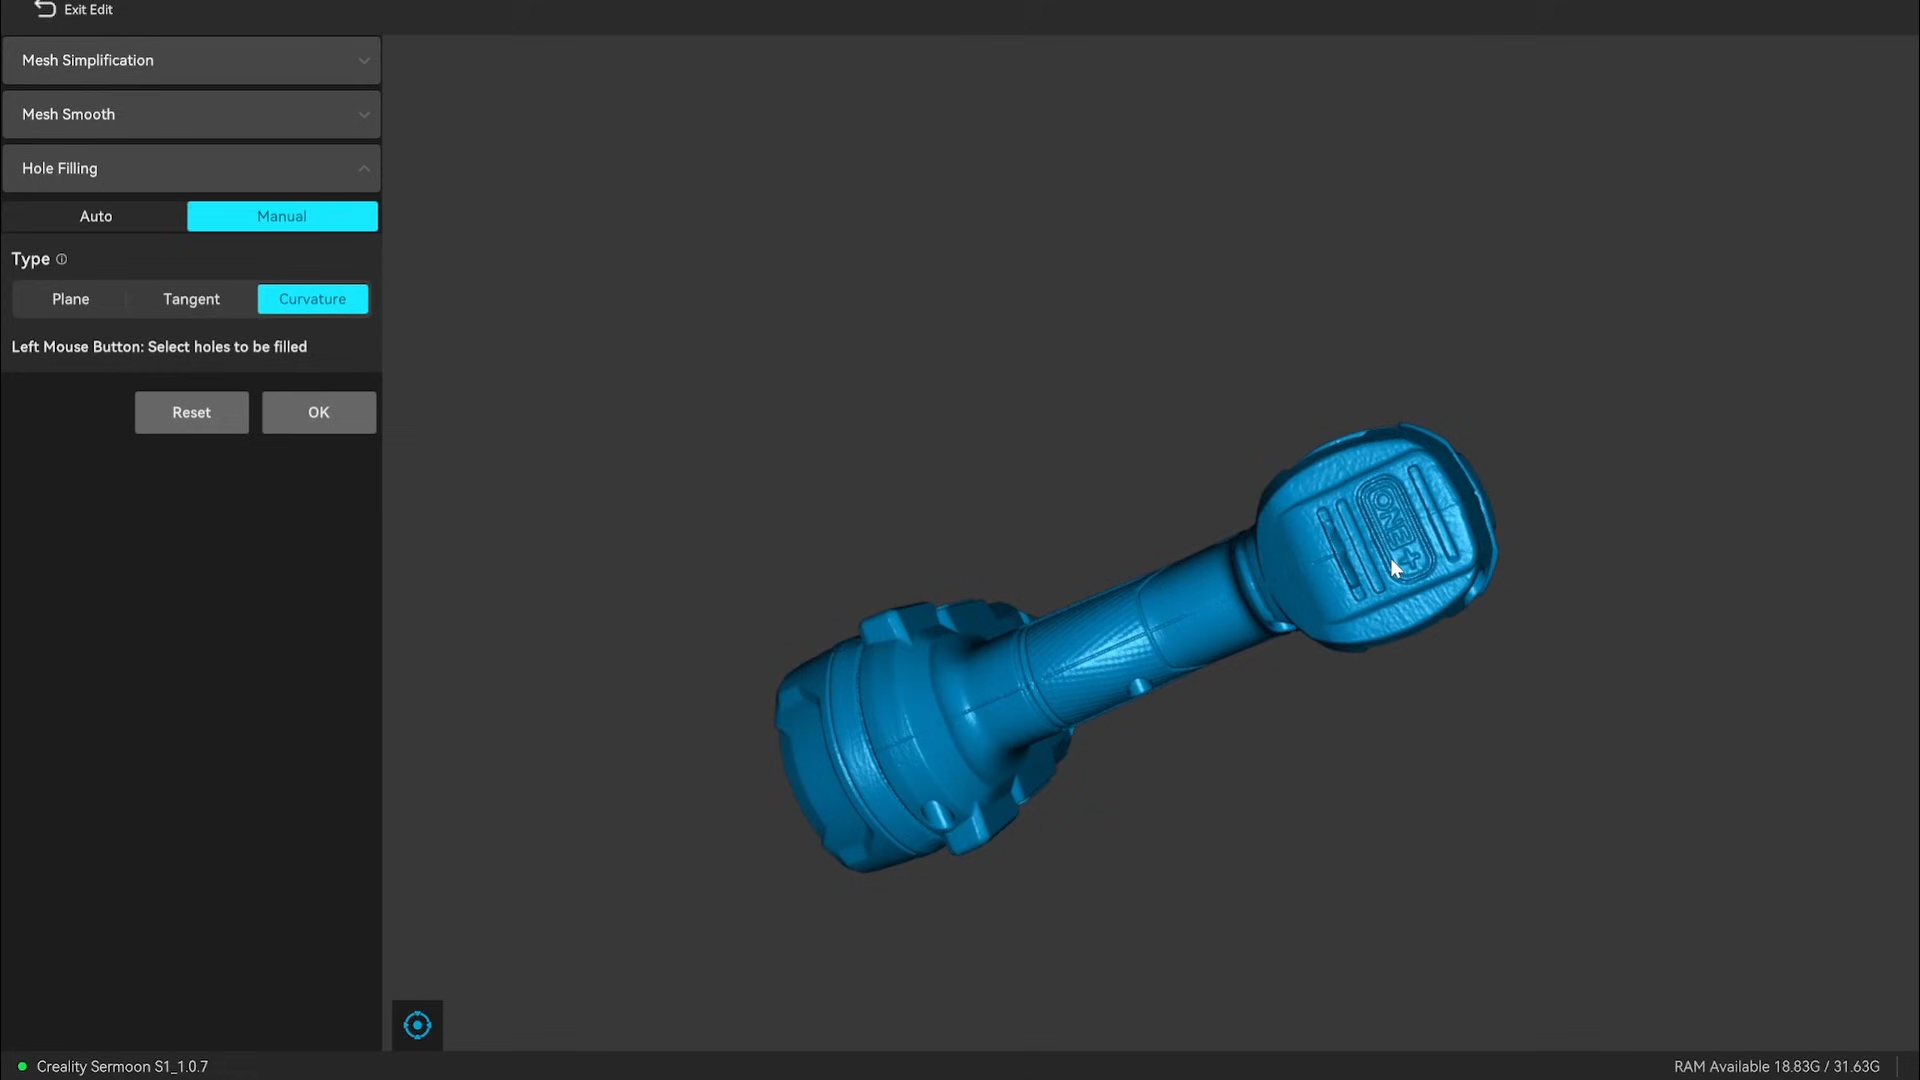 Exit Edit
Mesh Simplification
Mesh Smooth
Hole Filling
Auto Manual
Type
Plane Tangent Curvature
Left Mouse Button: Select holes to be filled
Reset OK
ONE+
Creality Sermoon S1_1.0.7
RAM Available 18.83G / 31.63G